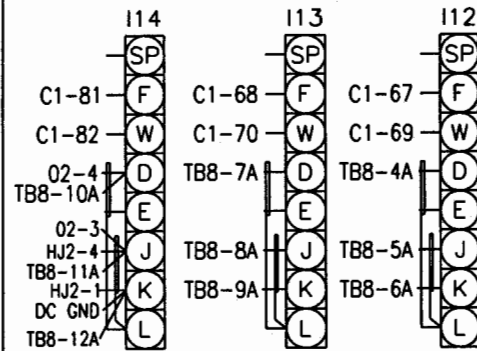 I14 I13 I12
SP SP SP
C1-81 F C1-68 F C1-67 F
C1-82 W C1-70 W C1-69 W
O2-4 D TB8-7A D TB8-4A D
TB8-10A
E E E
O2-3
HJ2-4 J TB8-8A J TB8-5A J
TB8-11A
HJ2-1 K TB8-9A K TB8-6A K
DC GND
TB8-12A L L L